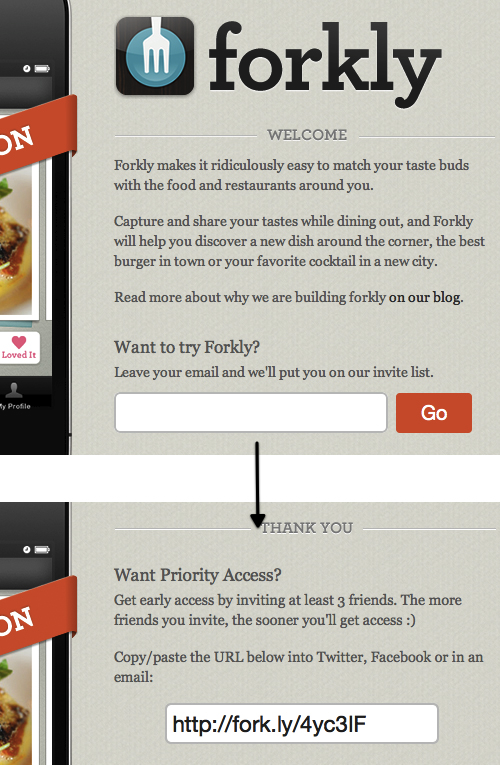 forkly
ON
WELCOME
Forkly makes it ridiculously easy to match your taste buds
with the food and restaurants around you.
Capture and share your tastes while dining out, and Forkly
will help you discover a new dish around the corner, the best
burger in town or your favorite cocktail in a new city.
Read more about why we are building forkly on our blog.
Loved It
My Profile
Want to try Forkly?
Leave your email and we'll put you on our invite list.
Go
THANK YOU
ON
Want Priority Access?
Get early access by inviting at least 3 friends. The more
friends you invite, the sooner you'll get access :)
Copy/paste the URL below into Twitter, Facebook or in an
email:
http://fork.ly/4yc3lF